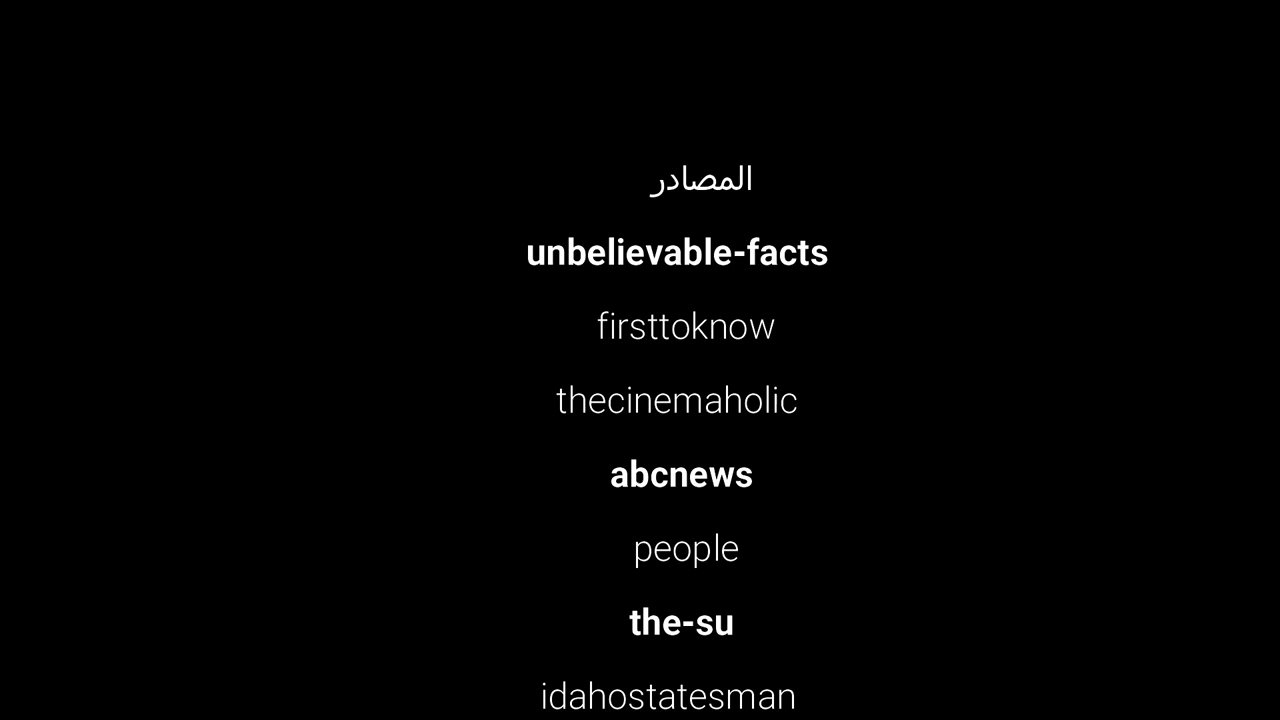 المصادر
unbelievable-facts
firsttoknow
thecinemaholic
abcnews
people
the-su
idahostatesman